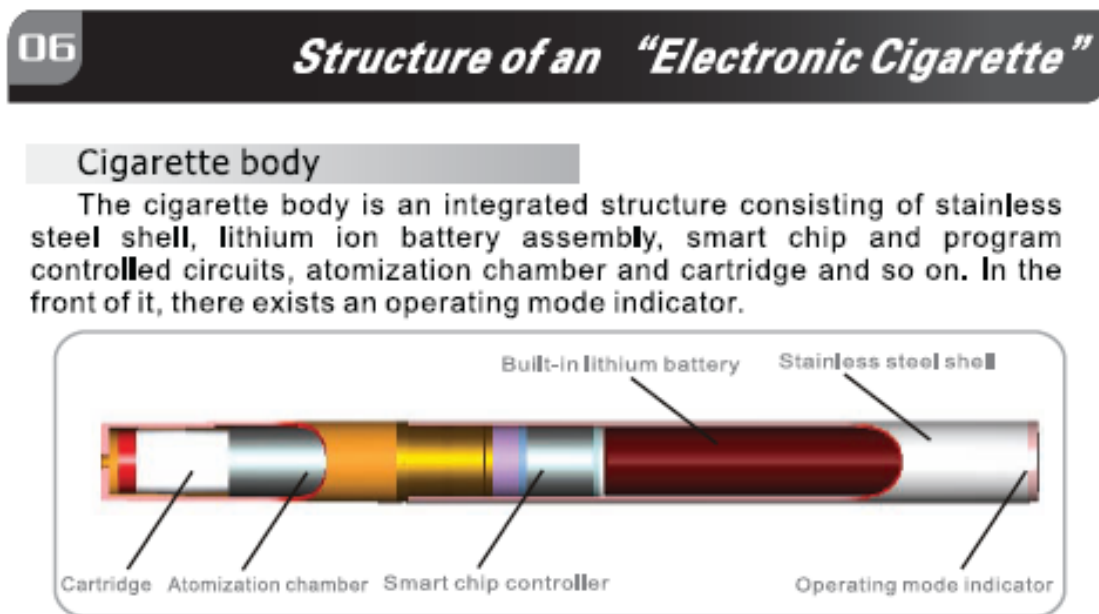 06
Structure of an “Electronic Cigarette”
Cigarette body
The cigarette body is an integrated structure consisting of stainless
steel shell, lithium ion battery assembly, smart chip and program
controlled circuits, atomization chamber and cartridge and so on. In the
front of it, there exists an operating mode indicator.
Built-in lithium battery
Stainless steel shell
Cartridge
Atomization chamber
Smart chip controller
Operating mode indicator